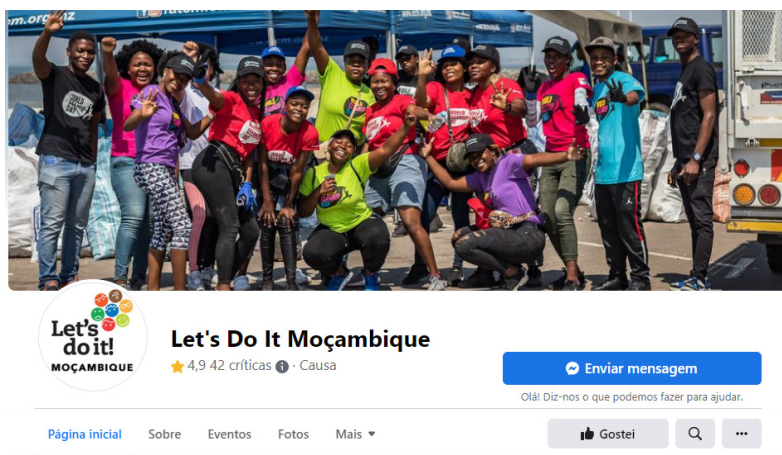 Let's
do it!
MOÇAMBIQUE
Let's Do It Moçambique
4,9 42 críticas · Causa
Enviar mensagem
Olá! Diz-nos o que podemos fazer para ajudar.
Página inicial
Sobre
Eventos
Fotos
Mais
Gostei